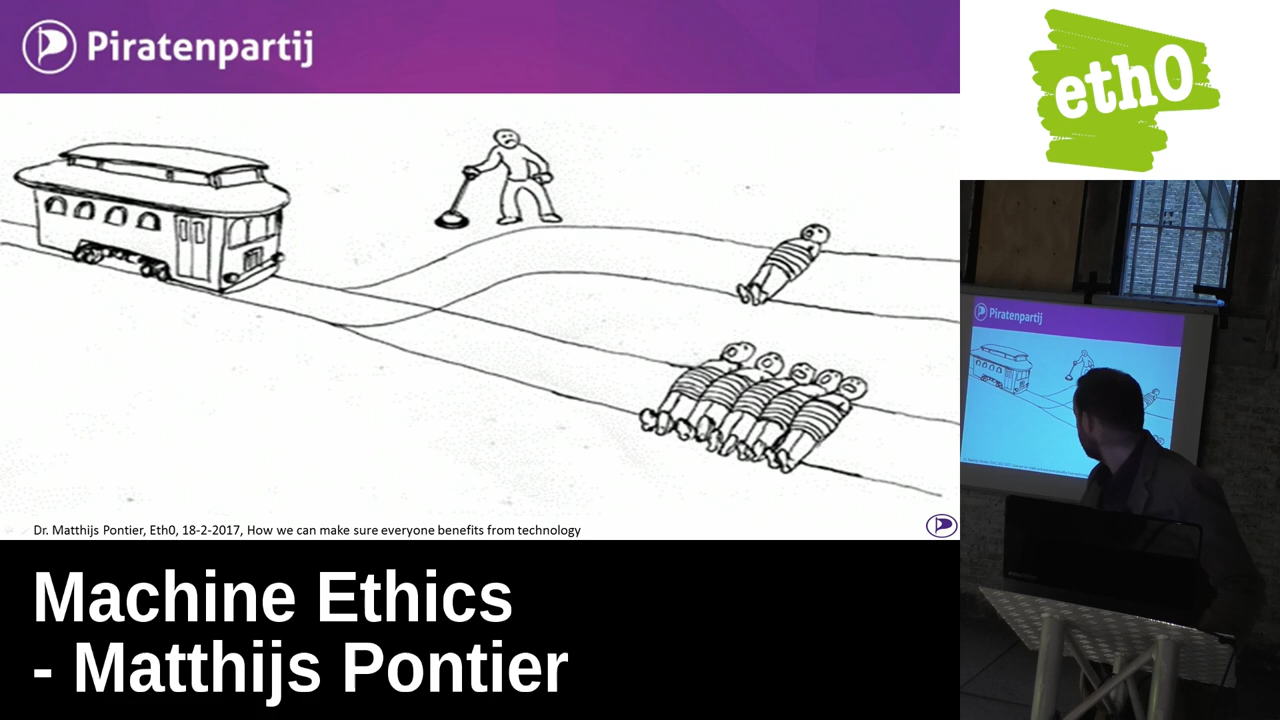 Piratenpartij
eth0
Piratenpartij
Dr. Matthijs Pontier, Eth0, 18-2-2017, How we can make sure everyone benefits from technology
Machine Ethics
- Matthijs Pontier